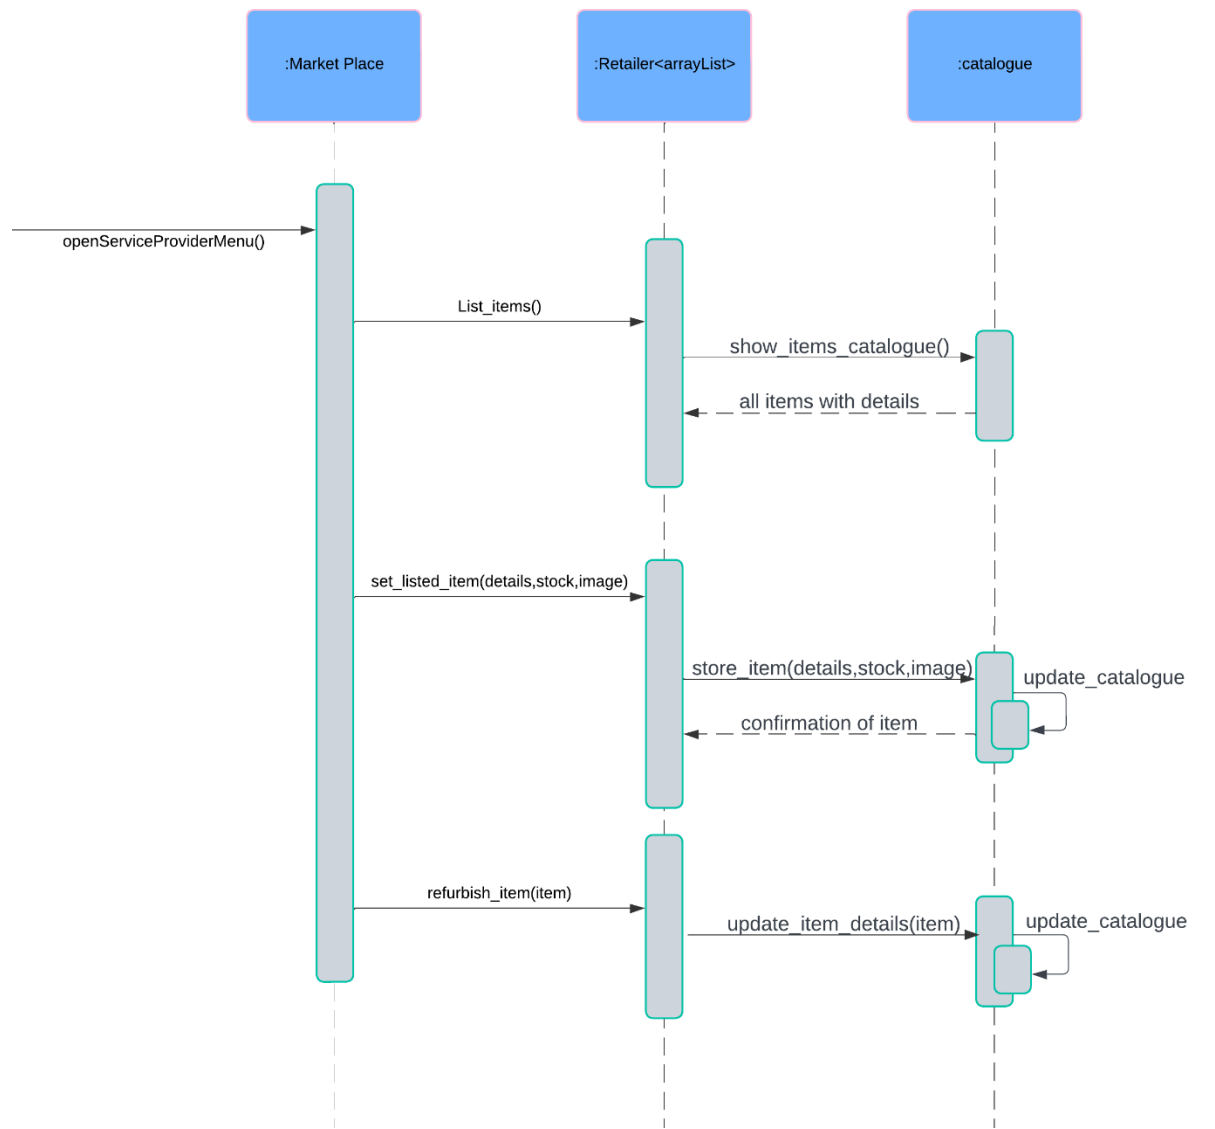 :Market Place
:Retailer<arrayList>
:catalogue
openServiceProviderMenu()
List_items()
show_items_catalogue()
all items with details
set_listed_item(details,stock,image)
store_item(details,stock,image)
update_catalogue
confirmation of item
refurbish_item(item)
update_item_details(item)
update_catalogue